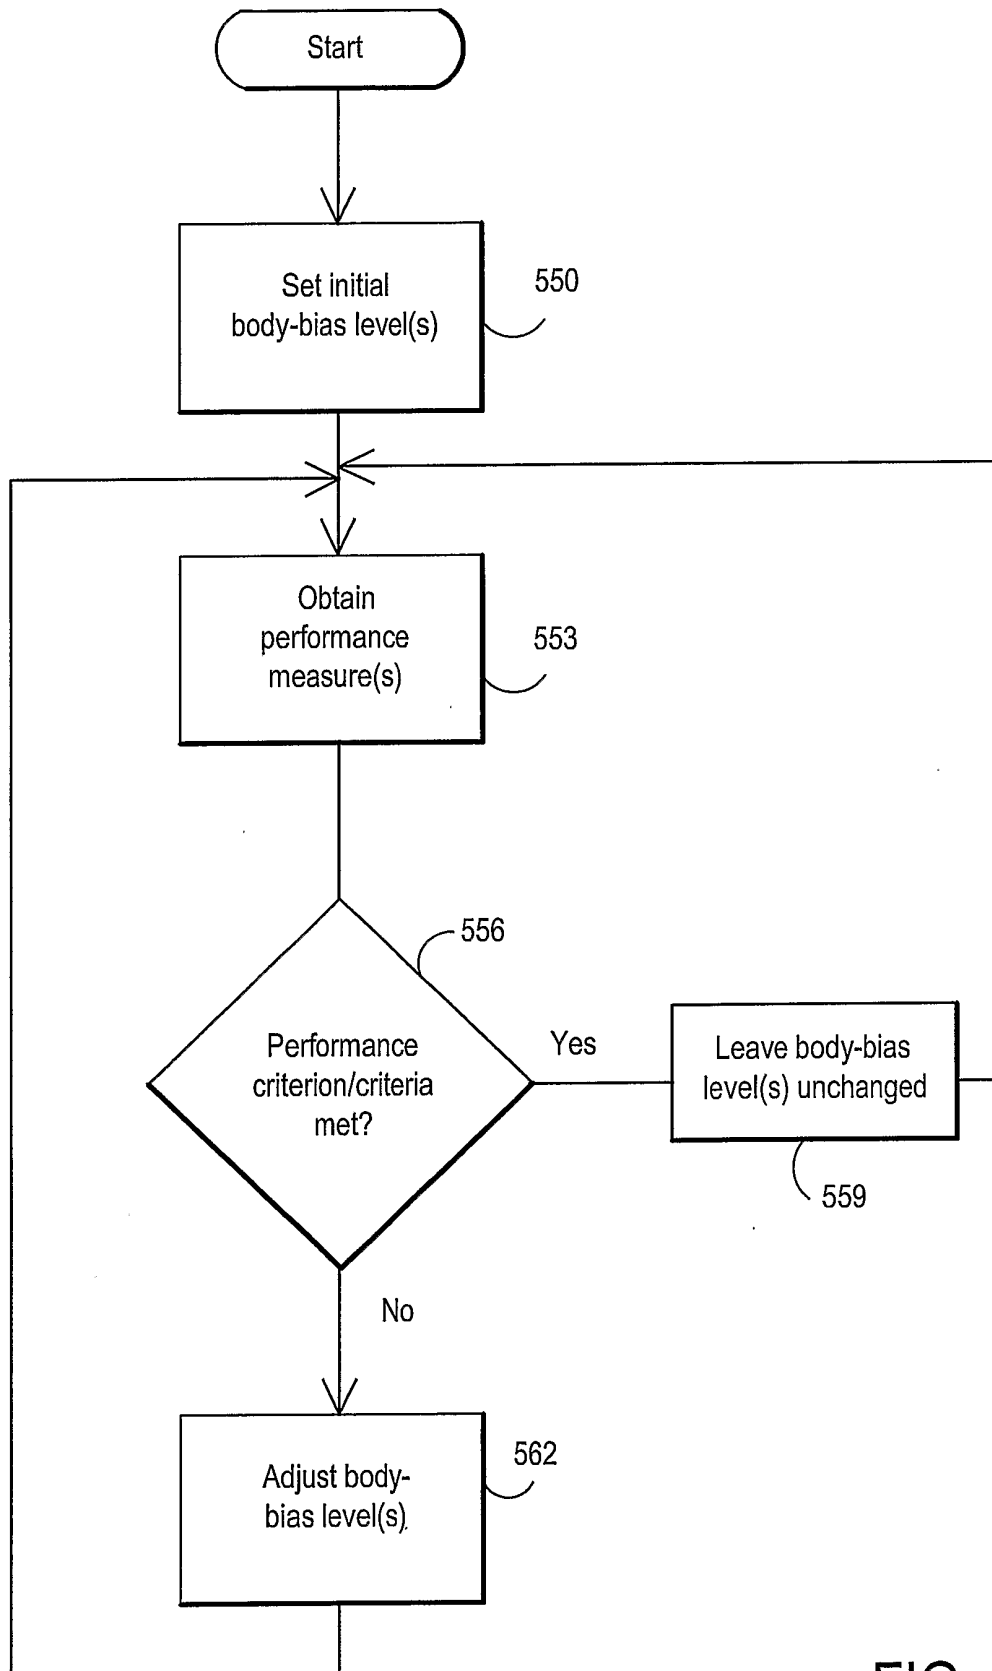 Start
Set initial
body-bias level(s)
550
Obtain
performance
measure(s)
553
556
Performance
criterion/criteria
met?
Yes
Leave body-bias
level(s) unchanged
559
No
Adjust body-
bias level(s)
562
FIG